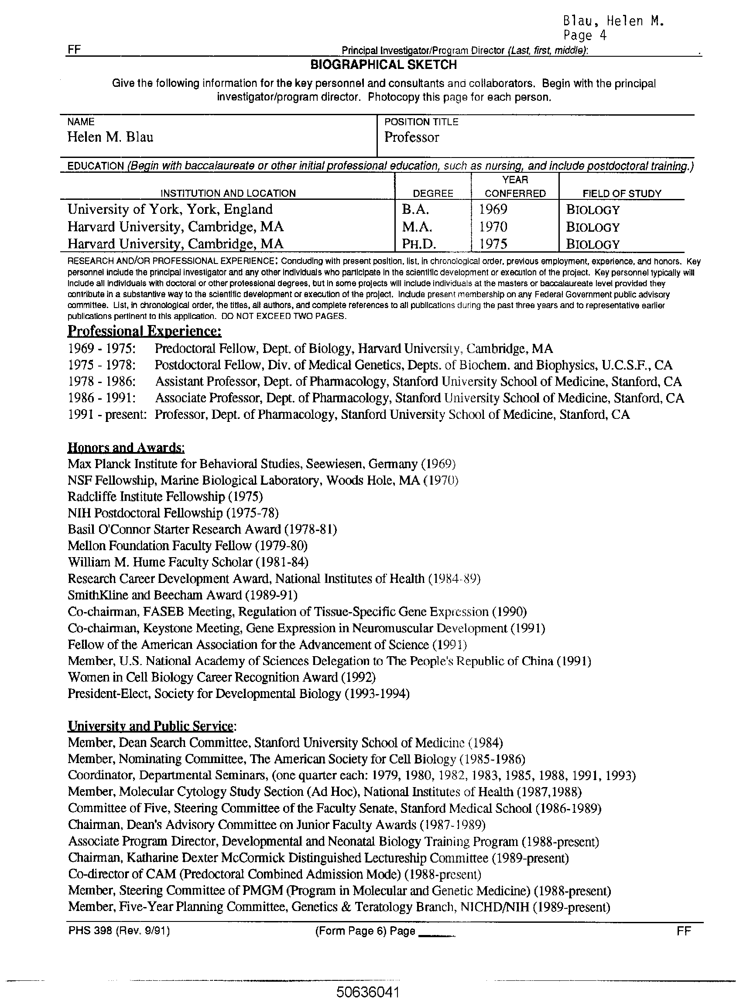 Blau, Helen M.
Page 4
FF
Principal Investigator/Program Director (Last, first, middle):
BIOGRAPHICAL SKETCH
Give the following information for the key personnel and consultants and collaborators. Begin with the principal
investigator/program director. Photocopy this page for each person.
NAME
POSITION TITLE
Helen M. Blau
Professor
EDUCATION (Begin with baccalaureate or other initial professional education, such as nursing, and include postdoctoral training.)
INSTITUTION AND LOCATION DEGREE YEAR CONFERRED FIELD OF STUDY
University of York, York, England B.A. 1969 BIOLOGY
Harvard University, Cambridge, MA M.A. 1970 BIOLOGY
Harvard University, Cambridge, MA PH.D. 1975 BIOLOGY
RESEARCH AND/OR PROFESSIONAL EXPERIENCE: Concluding with present position, list, in chronological order, previous employment, experience, and honors. Key
personnel include the principal investigator and any other individuals who participate in the scientific development or execution of the project. Key personnel typically will
include all individuals with doctoral or other professional degrees, but in some projects will include individuals at the masters or baccalaureate level provided they
contribute in a substantive way to the scientific development or execution of the project. Include present membership on any Federal Government public advisory
committee. List, in chronological order, the titles, all authors, and complete references to all publications during the past three years and to representative earlier
publications pertinent to this application. DO NOT EXCEED TWO PAGES.
Professional Experience:
1969 - 1975: Predoctoral Fellow, Dept. of Biology, Harvard University, Cambridge, MA
1975 - 1978: Postdoctoral Fellow, Div. of Medical Genetics, Depts. of Biochem. and Biophysics, U.C.S.F., CA
1978 - 1986: Assistant Professor, Dept. of Pharmacology, Stanford University School of Medicine, Stanford, CA
1986 - 1991: Associate Professor, Dept. of Pharmacology, Stanford University School of Medicine, Stanford, CA
1991 - present: Professor, Dept. of Pharmacology, Stanford University School of Medicine, Stanford, CA
Honors and Awards:
Max Planck Institute for Behavioral Studies, Seewiesen, Germany (1969)
NSF Fellowship, Marine Biological Laboratory, Woods Hole, MA (1970)
Radcliffe Institute Fellowship (1975)
NIH Postdoctoral Fellowship (1975-78)
Basil O'Connor Starter Research Award (1978-81)
Mellon Foundation Faculty Fellow (1979-80)
William M. Hume Faculty Scholar (1981-84)
Research Career Development Award, National Institutes of Health (1984-89)
SmithKline and Beecham Award (1989-91)
Co-chairman, FASEB Meeting, Regulation of Tissue-Specific Gene Expression (1990)
Co-chairman, Keystone Meeting, Gene Expression in Neuromuscular Development (1991)
Fellow of the American Association for the Advancement of Science (1991)
Member, U.S. National Academy of Sciences Delegation to The People's Republic of China (1991)
Women in Cell Biology Career Recognition Award (1992)
President-Elect, Society for Developmental Biology (1993-1994)
University and Public Service:
Member, Dean Search Committee, Stanford University School of Medicine (1984)
Member, Nominating Committee, The American Society for Cell Biology (1985-1986)
Coordinator, Departmental Seminars, (one quarter each: 1979, 1980, 1982, 1983, 1985, 1988, 1991, 1993)
Member, Molecular Cytology Study Section (Ad Hoc), National Institutes of Health (1987,1988)
Committee of Five, Steering Committee of the Faculty Senate, Stanford Medical School (1986-1989)
Chairman, Dean's Advisory Committee on Junior Faculty Awards (1987-1989)
Associate Program Director, Developmental and Neonatal Biology Training Program (1988-present)
Chairman, Katharine Dexter McCormick Distinguished Lectureship Committee (1989-present)
Co-director of CAM (Predoctoral Combined Admission Mode) (1988-present)
Member, Steering Committee of PMGM (Program in Molecular and Genetic Medicine) (1988-present)
Member, Five-Year Planning Committee, Genetics & Teratology Branch, NICHD/NIH (1989-present)
PHS 398 (Rev. 9/91) (Form Page 6) Page ______ FF
50636041